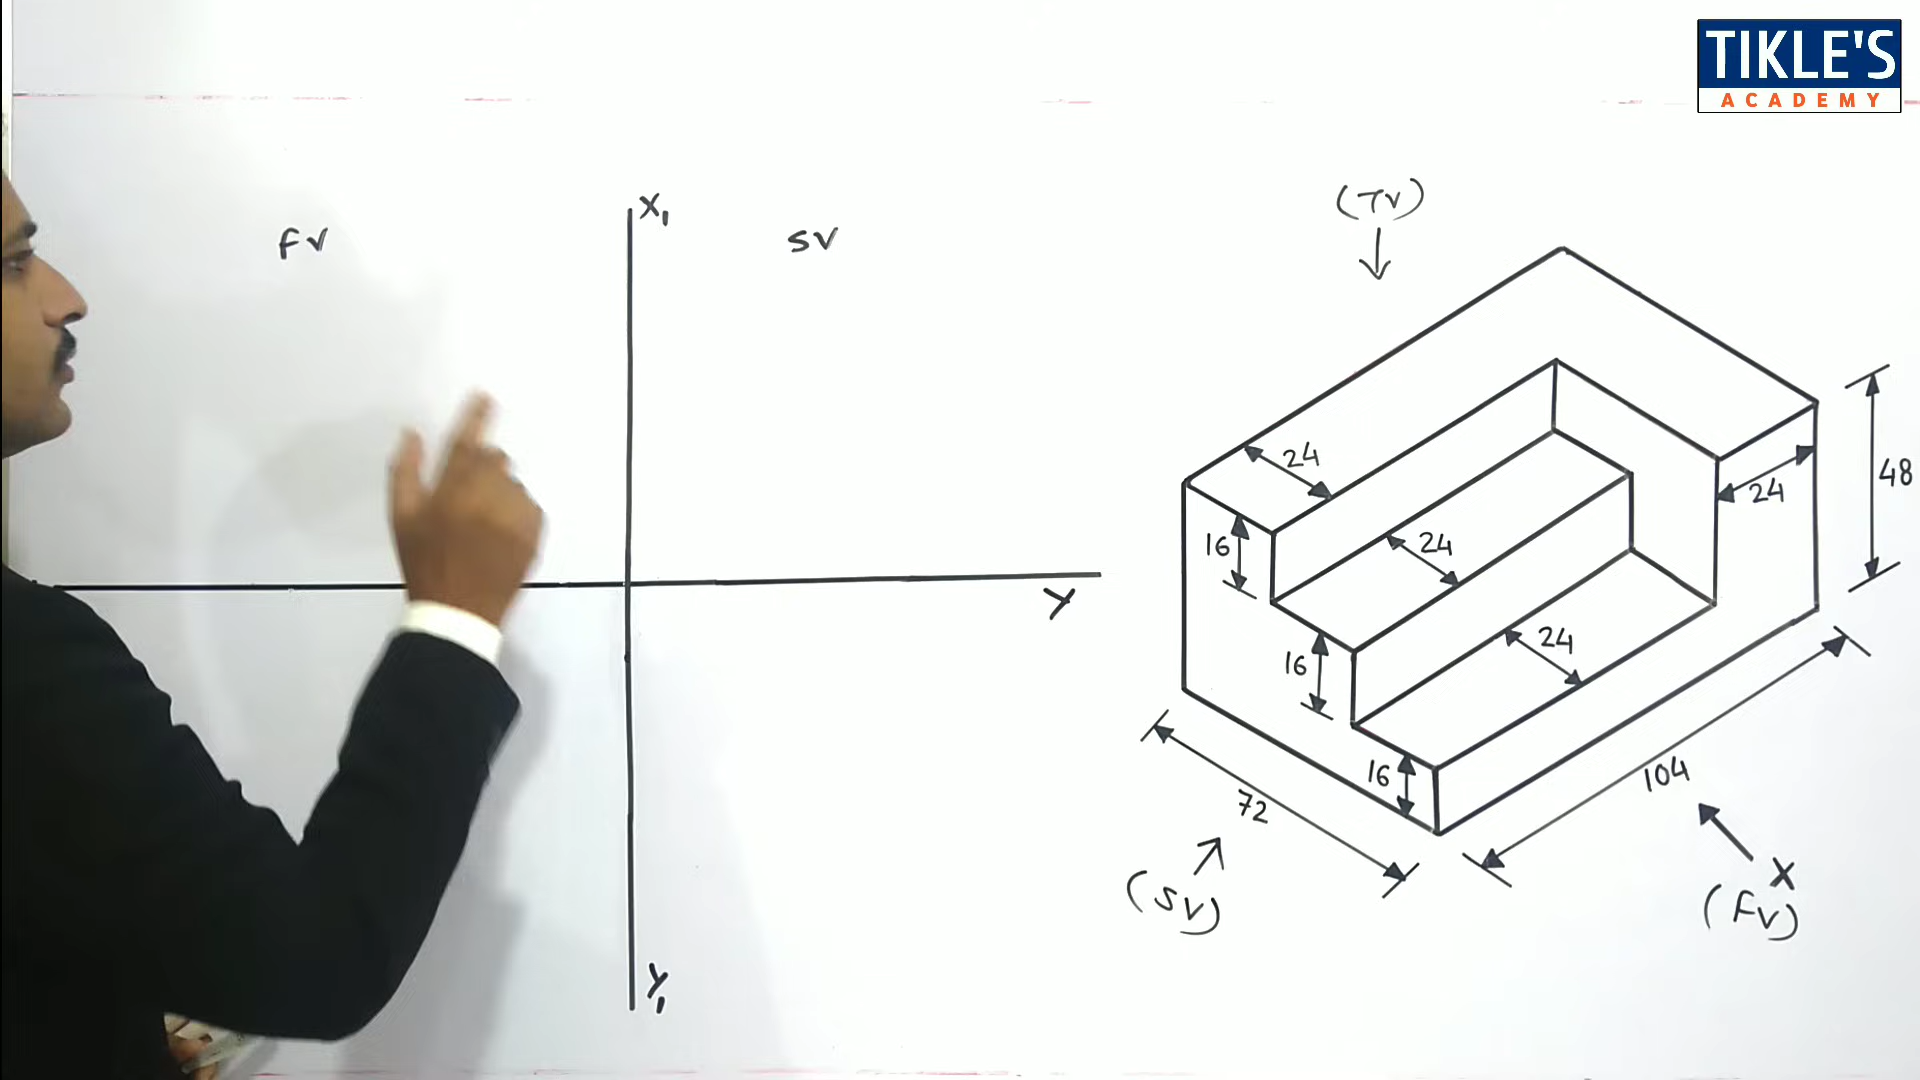 TIKLE'S
ACADEMY
X₁
FV
SV
Y
Y₁
(TV)
24
24
48
16
24
16
24
16
72
104
X
(SV)
(FV)